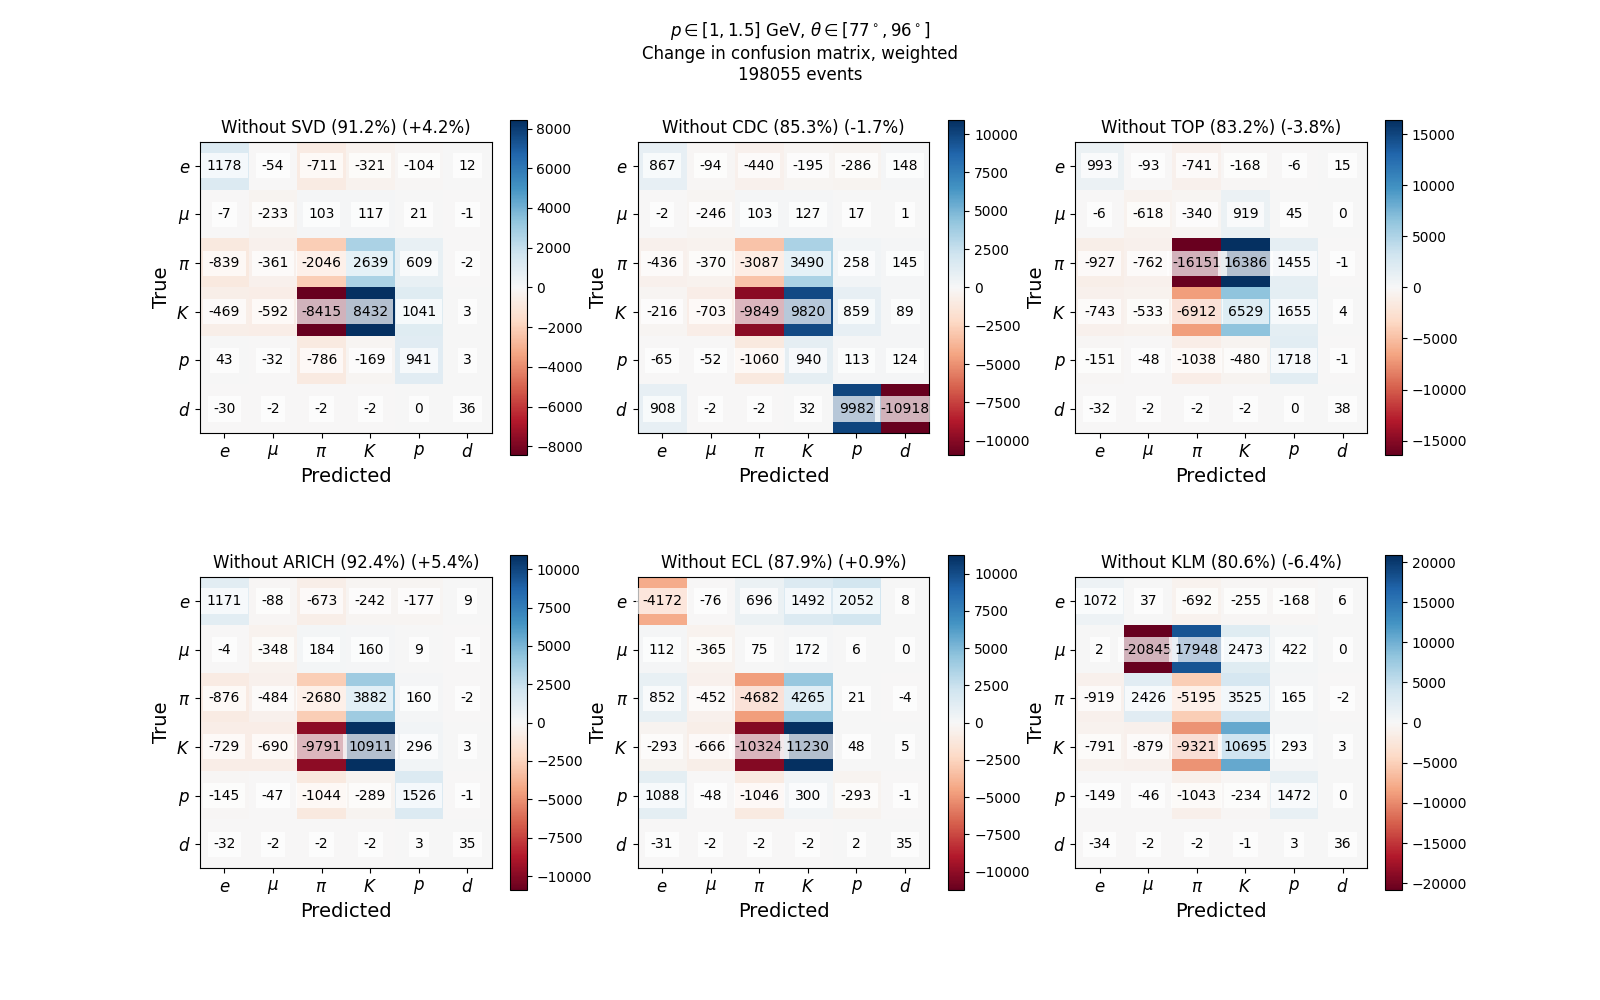 p ∈ [1, 1.5] GeV, θ ∈ [77°, 96°]
Change in confusion matrix, weighted
198055 events
Without SVD (91.2%) (+4.2%)
e 1178 -54 -711 -321 -104 12
μ -7 -233 103 117 21 -1
π -839 -361 -2046 2639 609 -2
K -469 -592 -8415 8432 1041 3
p 43 -32 -786 -169 941 3
d -30 -2 -2 -2 0 36
e μ π K p d
Predicted
True
8000
6000
4000
2000
0
−2000
−4000
−6000
−8000
Without CDC (85.3%) (-1.7%)
e 867 -94 -440 -195 -286 148
μ -2 -246 103 127 17 1
π -436 -370 -3087 3490 258 145
K -216 -703 -9849 9820 859 89
p -65 -52 -1060 940 113 124
d 908 -2 -2 32 9982 -10918
e μ π K p d
Predicted
True
10000
7500
5000
2500
0
−2500
−5000
−7500
−10000
Without TOP (83.2%) (-3.8%)
e 993 -93 -741 -168 -6 15
μ -6 -618 -340 919 45 0
π -927 -762 -16151 16386 1455 -1
K -743 -533 -6912 6529 1655 4
p -151 -48 -1038 -480 1718 -1
d -32 -2 -2 -2 0 38
e μ π K p d
Predicted
True
15000
10000
5000
0
−5000
−10000
−15000
Without ARICH (92.4%) (+5.4%)
e 1171 -88 -673 -242 -177 9
μ -4 -348 184 160 9 -1
π -876 -484 -2680 3882 160 -2
K -729 -690 -9791 10911 296 3
p -145 -47 -1044 -289 1526 -1
d -32 -2 -2 -2 3 35
e μ π K p d
Predicted
True
10000
7500
5000
2500
0
−2500
−5000
−7500
−10000
Without ECL (87.9%) (+0.9%)
e -4172 -76 696 1492 2052 8
μ 112 -365 75 172 6 0
π 852 -452 -4682 4265 21 -4
K -293 -666 -10324 11230 48 5
p 1088 -48 -1046 300 -293 -1
d -31 -2 -2 -2 2 35
e μ π K p d
Predicted
True
10000
7500
5000
2500
0
−2500
−5000
−7500
−10000
Without KLM (80.6%) (-6.4%)
e 1072 37 -692 -255 -168 6
μ 2 -20845 17948 2473 422 0
π -919 2426 -5195 3525 165 -2
K -791 -879 -9321 10695 293 3
p -149 -46 -1043 -234 1472 0
d -34 -2 -2 -1 3 36
e μ π K p d
Predicted
True
20000
15000
10000
5000
0
−5000
−10000
−15000
−20000